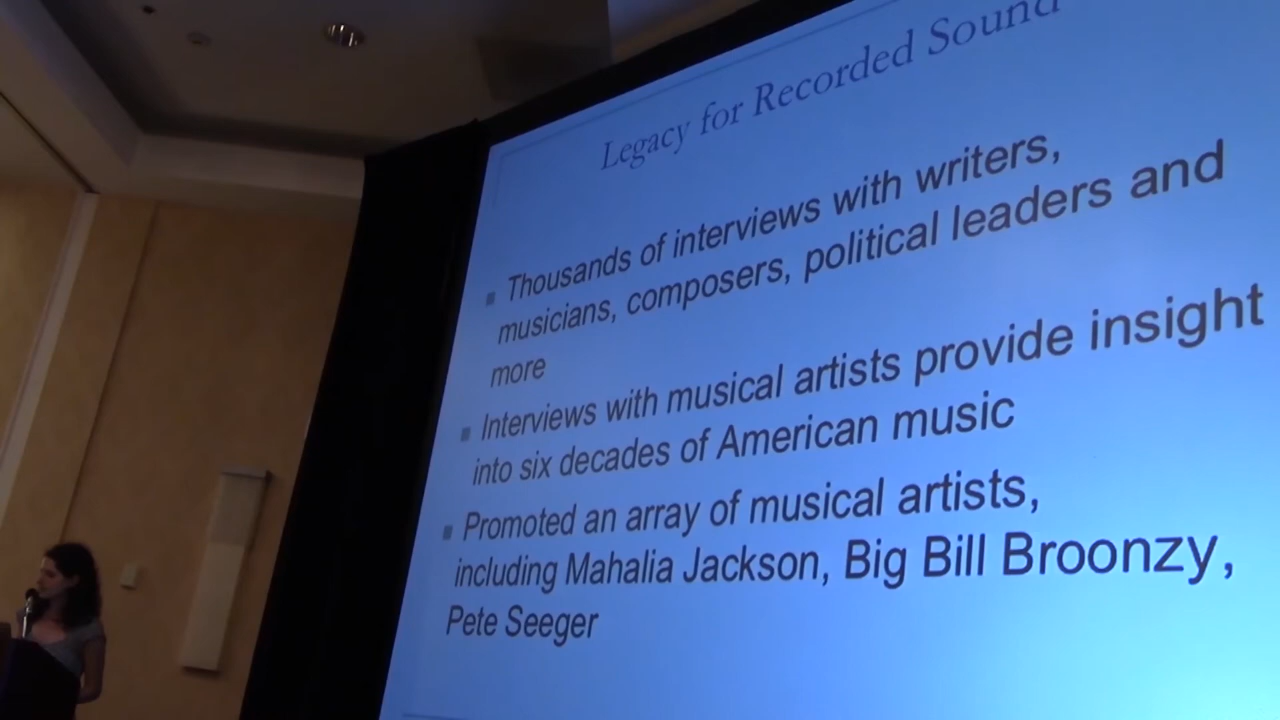 Legacy for Recorded Sound
Thousands of interviews with writers,
musicians, composers, political leaders and
more
Interviews with musical artists provide insight
into six decades of American music
Promoted an array of musical artists,
including Mahalia Jackson, Big Bill Broonzy,
Pete Seeger